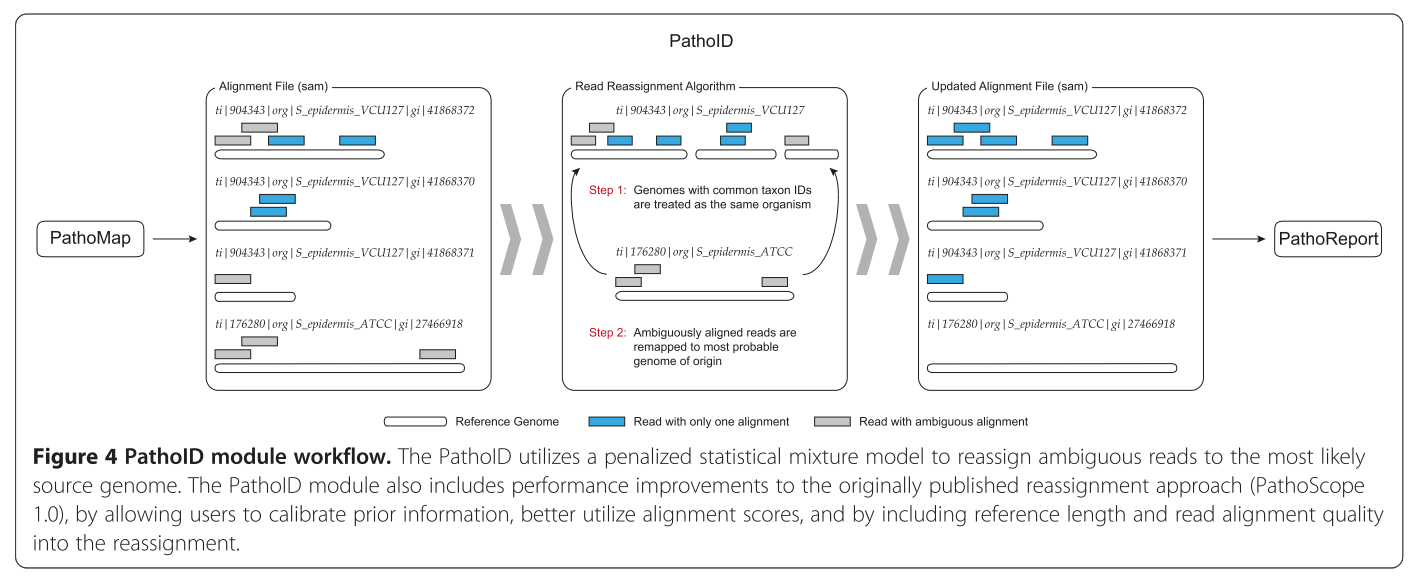 PathoID
Alignment File (sam)
ti|904343|org|S_epidermis_VCU127|gi|41868372
ti|904343|org|S_epidermis_VCU127|gi|41868370
ti|904343|org|S_epidermis_VCU127|gi|41868371
ti|176280|org|S_epidermis_ATCC|gi|27466918
PathoMap
Read Reassignment Algorithm
ti|904343|org|S_epidermis_VCU127
Step 1: Genomes with common taxon IDs
are treated as the same organism
ti|176280|org|S_epidermis_ATCC
Step 2: Ambiguously aligned reads are
remapped to most probable
genome of origin
Updated Alignment File (sam)
ti|904343|org|S_epidermis_VCU127|gi|41868372
ti|904343|org|S_epidermis_VCU127|gi|41868370
ti|904343|org|S_epidermis_VCU127|gi|41868371
ti|176280|org|S_epidermis_ATCC|gi|27466918
PathoReport
Reference Genome
Read with only one alignment
Read with ambiguous alignment
Figure 4 PathoID module workflow. The PathoID utilizes a penalized statistical mixture model to reassign ambiguous reads to the most likely
source genome. The PathoID module also includes performance improvements to the originally published reassignment approach (PathoScope
1.0), by allowing users to calibrate prior information, better utilize alignment scores, and by including reference length and read alignment quality
into the reassignment.